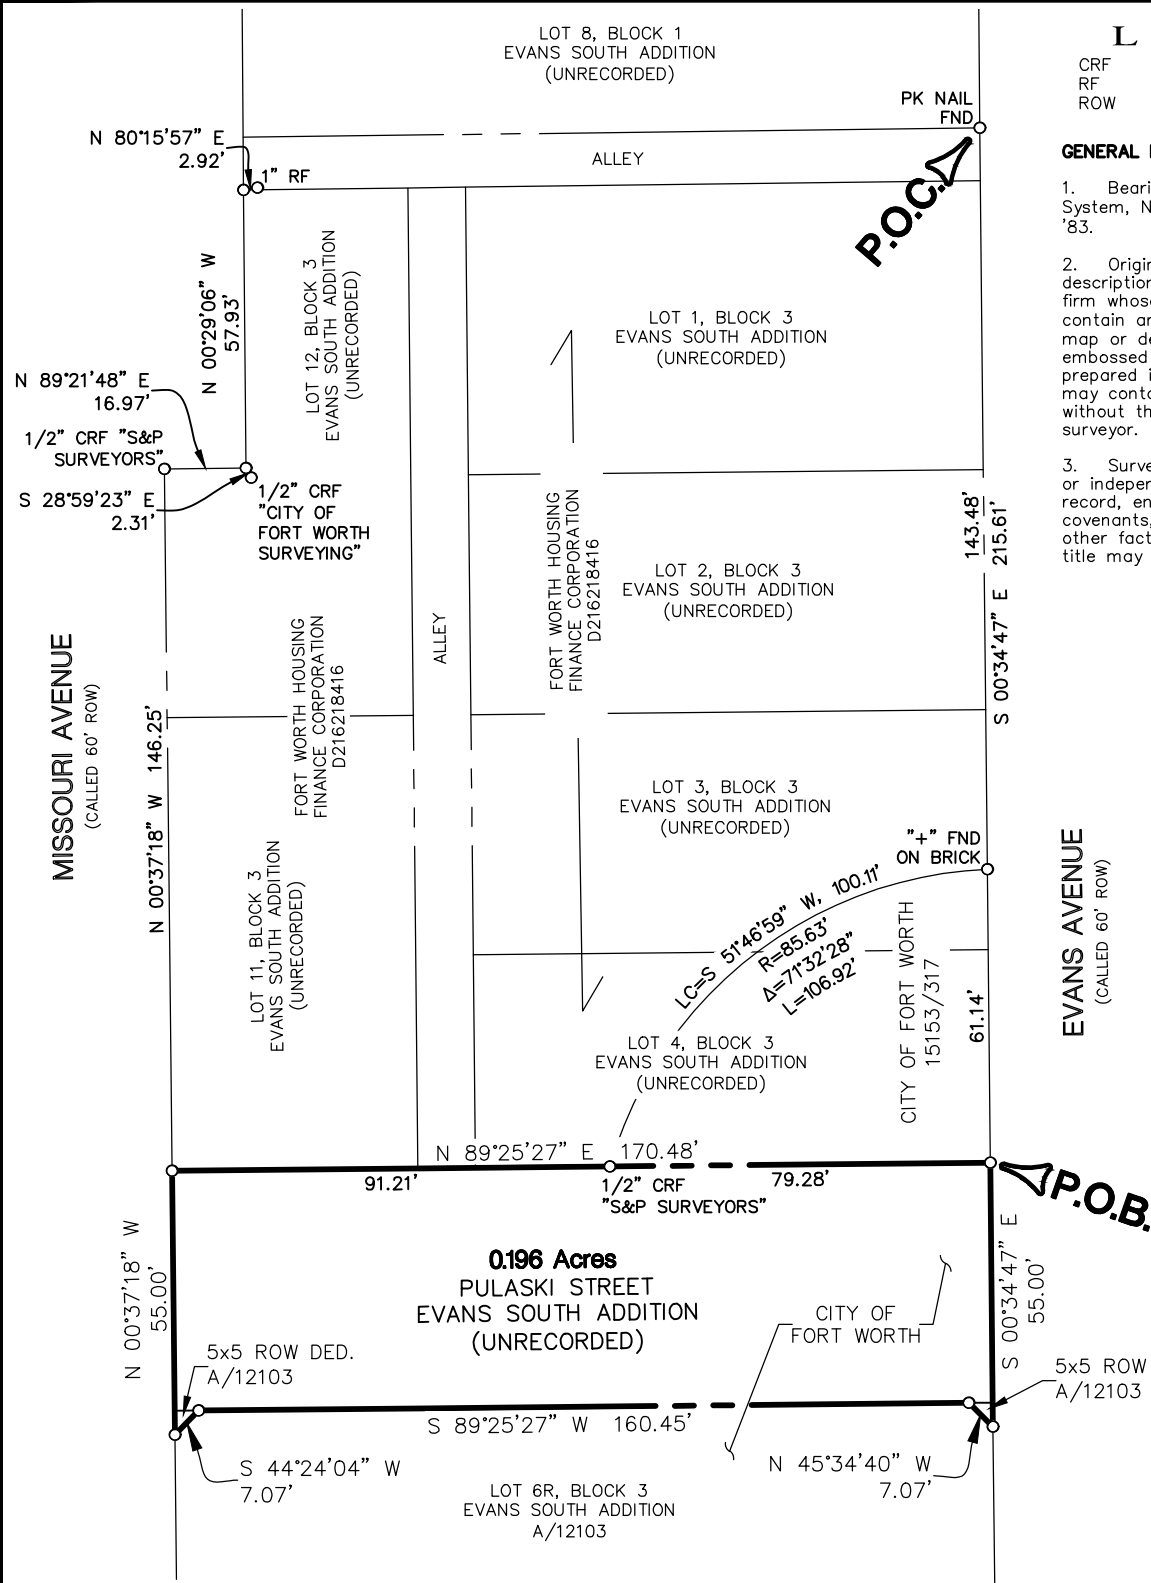 LOT 8, BLOCK 1
EVANS SOUTH ADDITION
(UNRECORDED)
L
CRF
RF
ROW
PK NAIL
FND
N 80°15'57" E
2.92'
1" RF
ALLEY
P.O.C.
GENERAL
1. Beari
System, N
'83.
2. Origin
description
firm whos
contain ar
map or de
embossed
prepared i
may conta
without th
surveyor.
3. Surve
or indeper
record, en
covenants,
other fact
title may
N 00°29'06" W
57.93'
LOT 12, BLOCK 3
EVANS SOUTH ADDITION
(UNRECORDED)
LOT 1, BLOCK 3
EVANS SOUTH ADDITION
(UNRECORDED)
N 89°21'48" E
16.97'
1/2" CRF "S&P
SURVEYORS"
S 28°59'23" E
2.31'
1/2" CRF
"CITY OF
FORT WORTH
SURVEYING"
FORT WORTH HOUSING
FINANCE CORPORATION
D216218416
LOT 2, BLOCK 3
EVANS SOUTH ADDITION
(UNRECORDED)
143.48'
S 00°34'47" E 215.61'
ALLEY
MISSOURI AVENUE
(CALLED 60' ROW)
N 00°37'18" W 146.25'
FORT WORTH HOUSING
FINANCE CORPORATION
D216218416
LOT 3, BLOCK 3
EVANS SOUTH ADDITION
(UNRECORDED)
"+" FND
ON BRICK
LOT 11, BLOCK 3
EVANS SOUTH ADDITION
(UNRECORDED)
LC=S 51°46'59" W, 100.11'
R=85.63'
Δ=71°32'28"
L=106.92'
CITY OF FORT WORTH
15153/317
61.14'
EVANS AVENUE
(CALLED 60' ROW)
LOT 4, BLOCK 3
EVANS SOUTH ADDITION
(UNRECORDED)
N 89°25'27" E 170.48'
91.21'
1/2" CRF
"S&P SURVEYORS"
79.28'
P.O.B.
N 00°37'18" W
55.00'
0.196 Acres
PULASKI STREET
EVANS SOUTH ADDITION
(UNRECORDED)
CITY OF
FORT WORTH
S 00°34'47" E
55.00'
5x5 ROW DED.
A/12103
5x5 ROW
A/12103
S 89°25'27" W 160.45'
S 44°24'04" W
7.07'
N 45°34'40" W
7.07'
LOT 6R, BLOCK 3
EVANS SOUTH ADDITION
A/12103